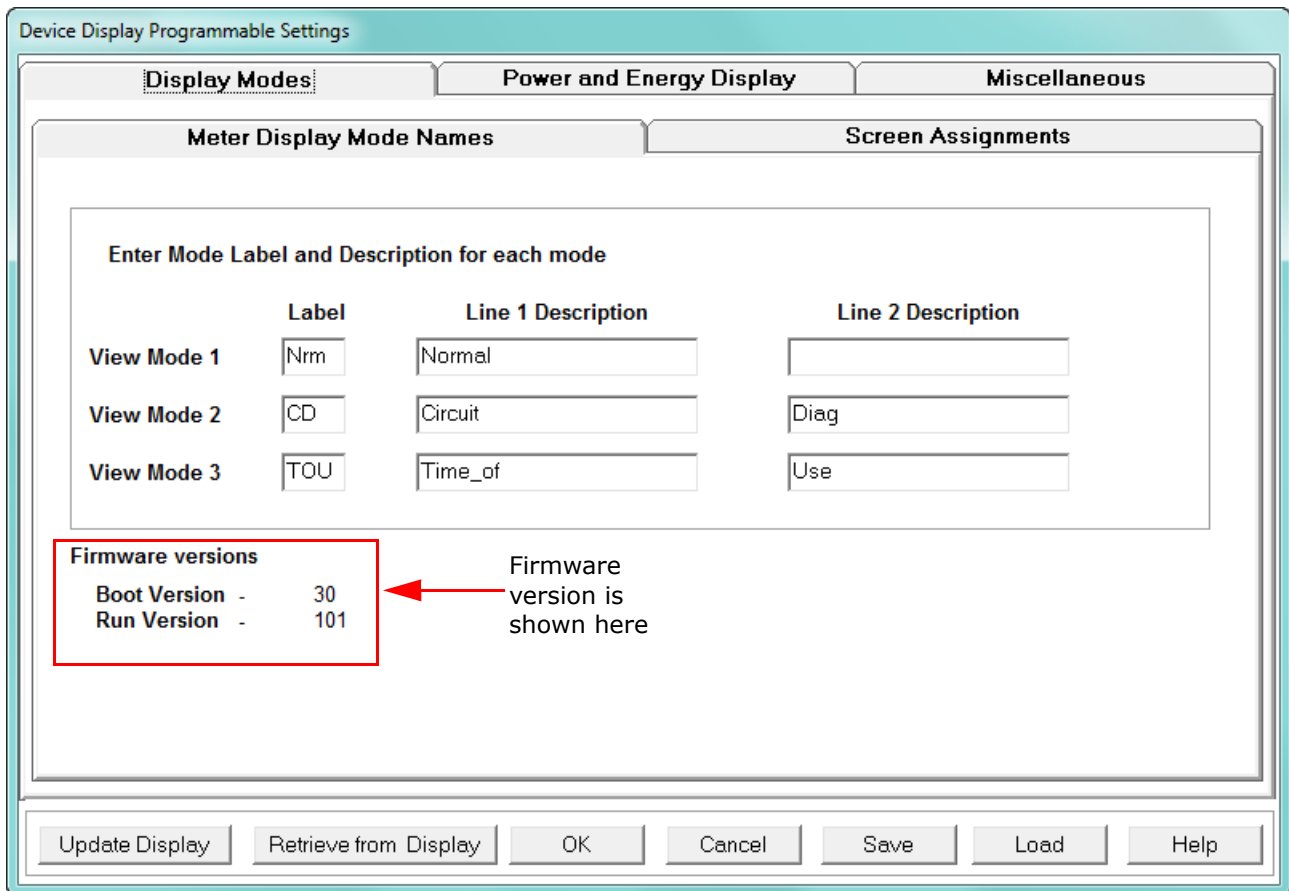 Device Display Programmable Settings
Display Modes Power and Energy Display Miscellaneous
Meter Display Mode Names Screen Assignments
Enter Mode Label and Description for each mode
Label Line 1 Description Line 2 Description
View Mode 1 Nrm Normal
View Mode 2 CD Circuit Diag
View Mode 3 TOU Time_of Use
Firmware versions
Boot Version - 30
Run Version - 101
Firmware
version is
shown here
Update Display Retrieve from Display OK Cancel Save Load Help